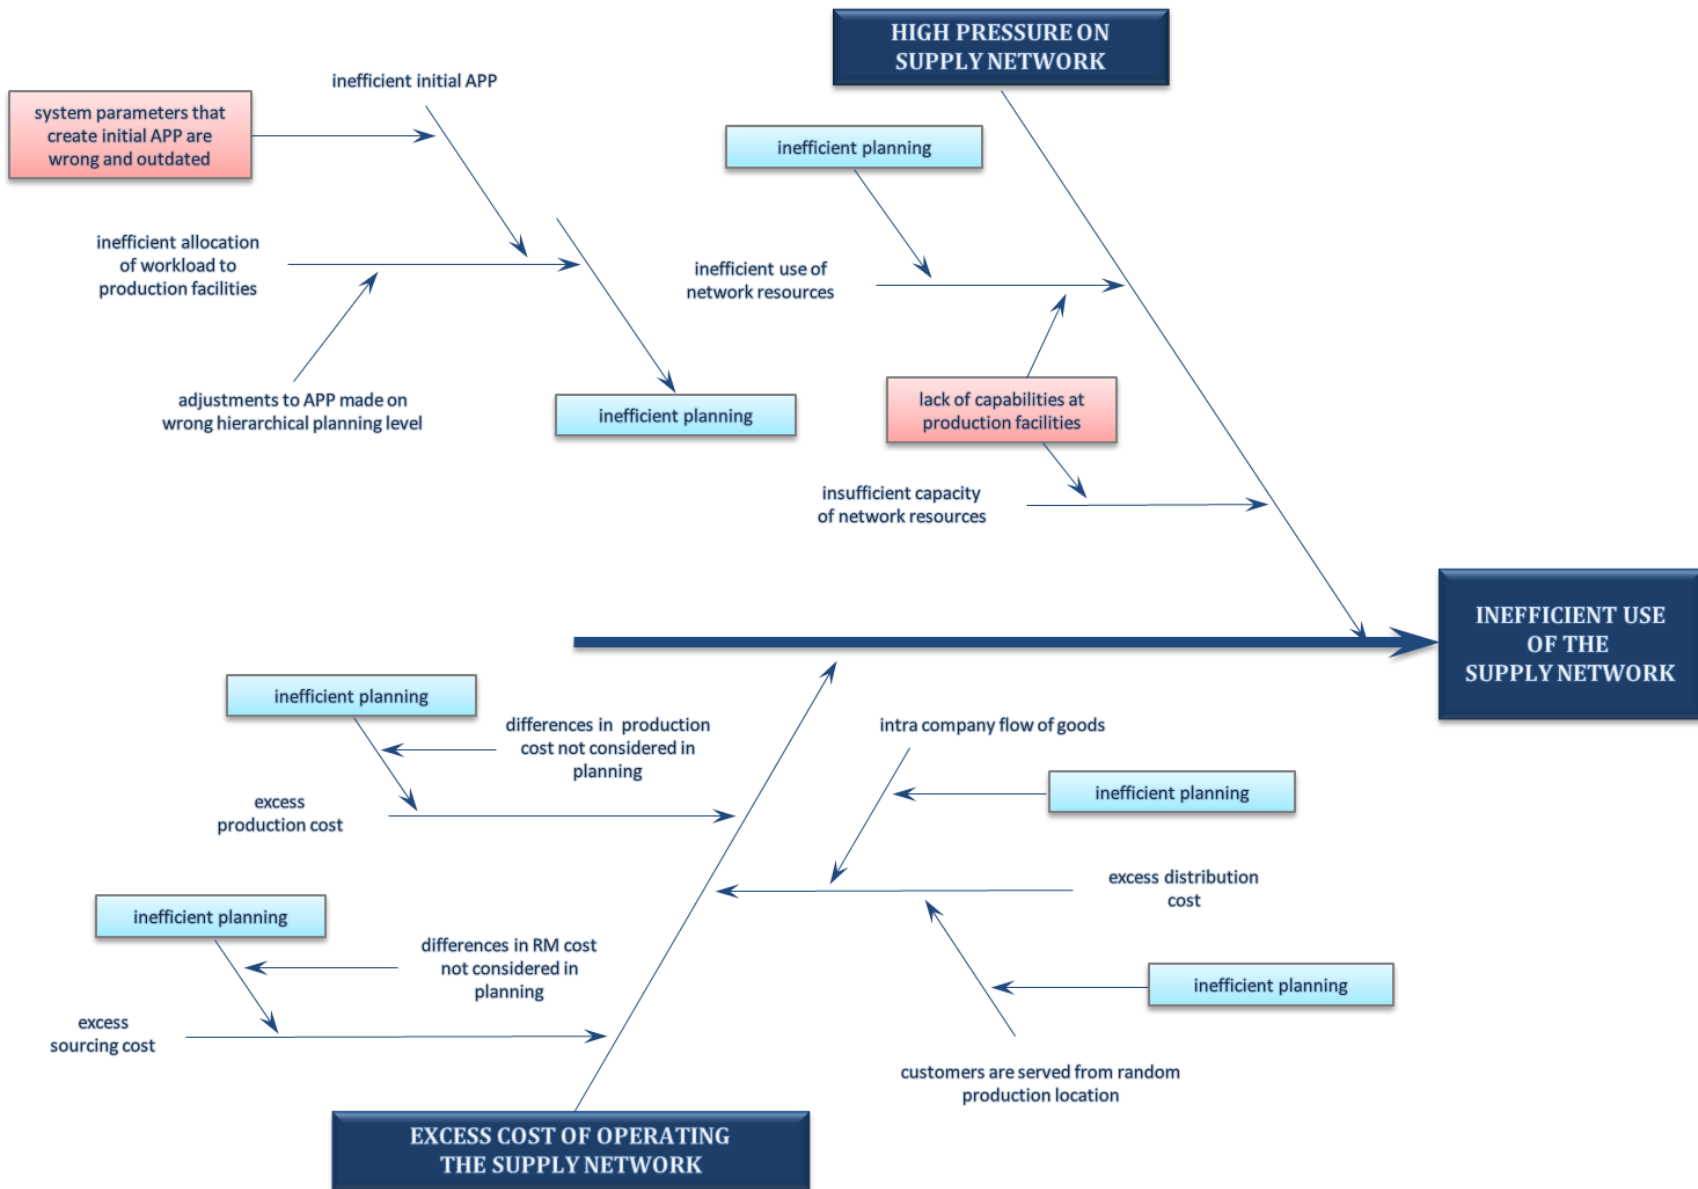 HIGH PRESSURE ON
SUPPLY NETWORK
inefficient initial APP
system parameters that
create initial APP are
wrong and outdated
inefficient planning
inefficient allocation
of workload to
production facilities
inefficient use of
network resources
adjustments to APP made on
wrong hierarchical planning level
inefficient planning
lack of capabilities at
production facilities
insufficient capacity
of network resources
INEFFICIENT USE
OF THE
SUPPLY NETWORK
inefficient planning
differences in production
cost not considered in
planning
intra company flow of goods
inefficient planning
excess
production cost
excess distribution
cost
inefficient planning
differences in RM cost
not considered in
planning
inefficient planning
excess
sourcing cost
customers are served from random
production location
EXCESS COST OF OPERATING
THE SUPPLY NETWORK